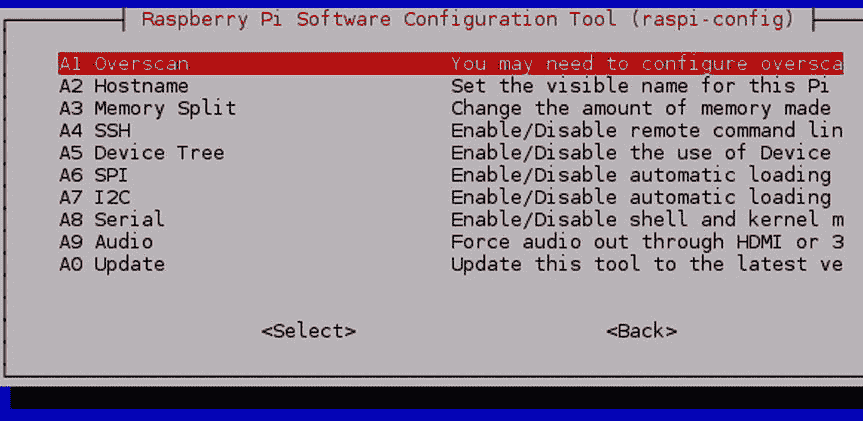 Raspberry Pi Software Configuration Tool (raspi-config)
A1 Overscan You may need to configure oversca
A2 Hostname Set the visible name for this Pi
A3 Memory Split Change the amount of memory made
A4 SSH Enable/Disable remote command lin
A5 Device Tree Enable/Disable the use of Device
A6 SPI Enable/Disable automatic loading
A7 I2C Enable/Disable automatic loading
A8 Serial Enable/Disable shell and kernel m
A9 Audio Force audio out through HDMI or 3
A0 Update Update this tool to the latest ve
<Select> <Back>